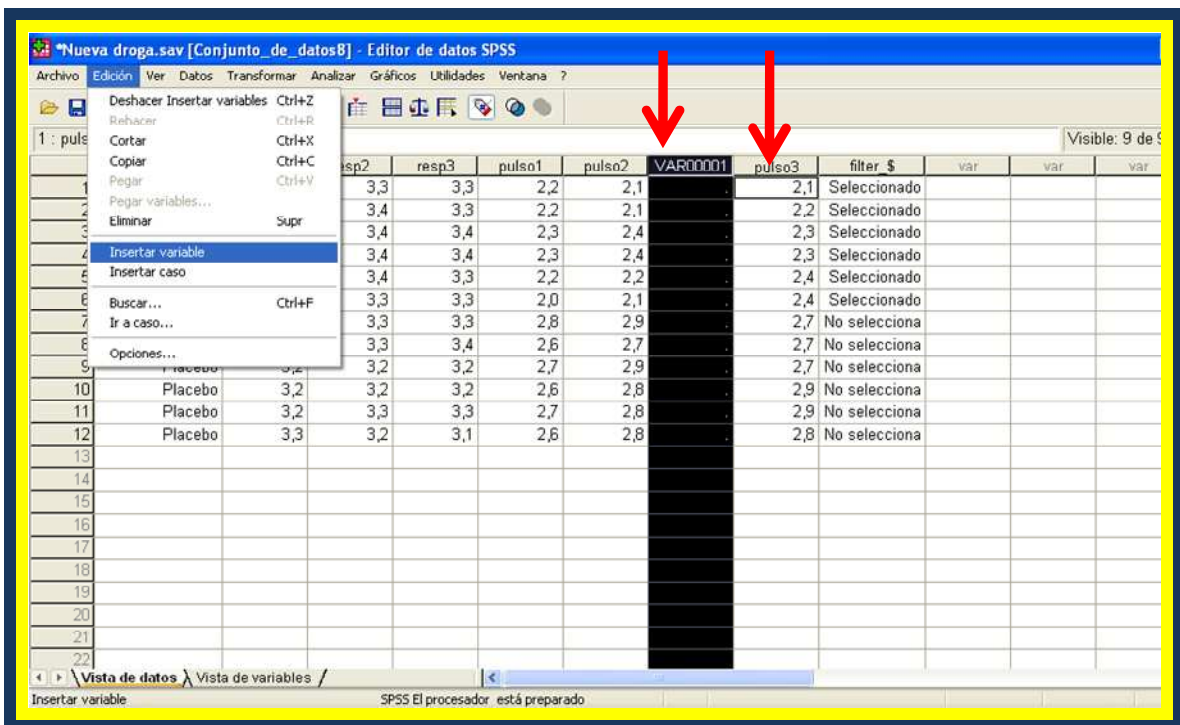 *Nueva droga.sav [Conjunto_de_datos8] - Editor de datos SPSS
Archivo Edición Ver Datos Transformar Analizar Gráficos Utilidades Ventana ?
Deshacer Insertar variables Ctrl+Z
Rehacer Ctrl+R
Cortar Ctrl+X
Copiar Ctrl+C
Pegar Ctrl+V
Pegar variables...
Eliminar Supr
Insertar variable
Insertar caso
Buscar... Ctrl+F
Ir a caso...
Opciones...
1 : puls Visible: 9 de 9
esp2 resp3 pulso1 pulso2 VAR00001 pulso3 filter_$ var var var
1 3,3 3,3 2,2 2,1 . 2,1 Seleccionado
2 3,4 3,3 2,2 2,1 . 2,2 Seleccionado
3 3,4 3,4 2,3 2,4 . 2,3 Seleccionado
4 3,4 3,4 2,3 2,4 . 2,3 Seleccionado
5 3,4 3,3 2,2 2,2 . 2,4 Seleccionado
6 3,3 3,3 2,0 2,1 . 2,4 Seleccionado
7 3,3 3,3 2,8 2,9 . 2,7 No selecciona
8 3,3 3,4 2,6 2,7 . 2,7 No selecciona
9 Placebo 3,2 3,2 3,2 2,7 2,9 . 2,7 No selecciona
10 Placebo 3,2 3,2 3,2 2,6 2,8 . 2,9 No selecciona
11 Placebo 3,2 3,3 3,3 2,7 2,8 . 2,9 No selecciona
12 Placebo 3,3 3,2 3,1 2,6 2,8 . 2,8 No selecciona
13
14
15
16
17
18
19
20
21
22
Vista de datos Vista de variables
Insertar variable SPSS El procesador está preparado